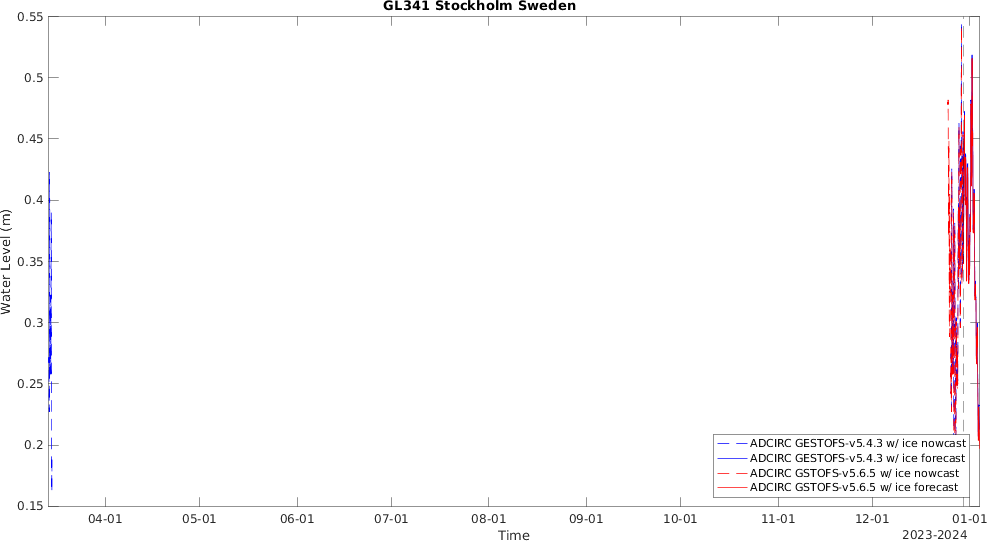 GL341 Stockholm Sweden
0.55
0.5
0.45
0.4
0.35
0.3
0.25
0.2
0.15
Water Level (m)
ADCIRC GESTOFS-v5.4.3 w/ ice nowcast
ADCIRC GESTOFS-v5.4.3 w/ ice forecast
ADCIRC GSTOFS-v5.6.5 w/ ice nowcast
ADCIRC GSTOFS-v5.6.5 w/ ice forecast
04-01 05-01 06-01 07-01 08-01 09-01 10-01 11-01 12-01 01-01
Time
2023-2024